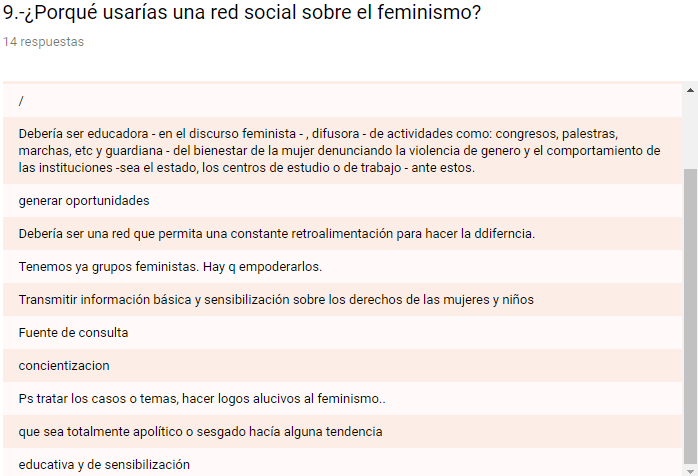 9.-¿Porqué usarías una red social sobre el feminismo?
14 respuestas
/
Debería ser educadora - en el discurso feminista - , difusora - de actividades como: congresos, palestras,
marchas, etc y guardiana - del bienestar de la mujer denunciando la violencia de genero y el comportamiento de
las instituciones -sea el estado, los centros de estudio o de trabajo - ante estos.
generar oportunidades
Debería ser una red que permita una constante retroalimentación para hacer la ddiferncia.
Tenemos ya grupos feministas. Hay q empoderarlos.
Transmitir información básica y sensibilización sobre los derechos de las mujeres y niños
Fuente de consulta
concientizacion
Ps tratar los casos o temas, hacer logos alucivos al feminismo..
que sea totalmente apolítico o sesgado hacía alguna tendencia
educativa y de sensibilización